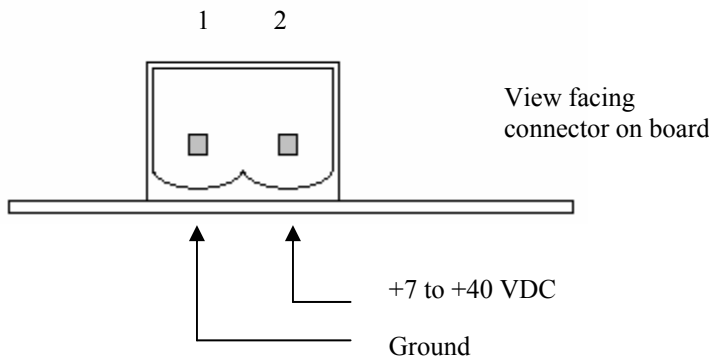 1 2
View facing
connector on board
+7 to +40 VDC
Ground